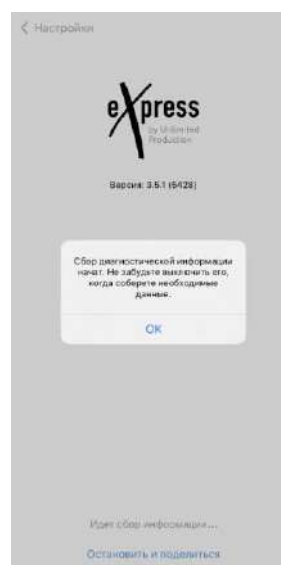 Настройки
eXpress
by Unlimited
Production
Версия: 3.5.1 (6428)
Сбор диагностической информации
начат. Не забудьте выключить его,
когда соберете необходимые
данные.
OK
Идет сбор информации...
Остановить и поделиться